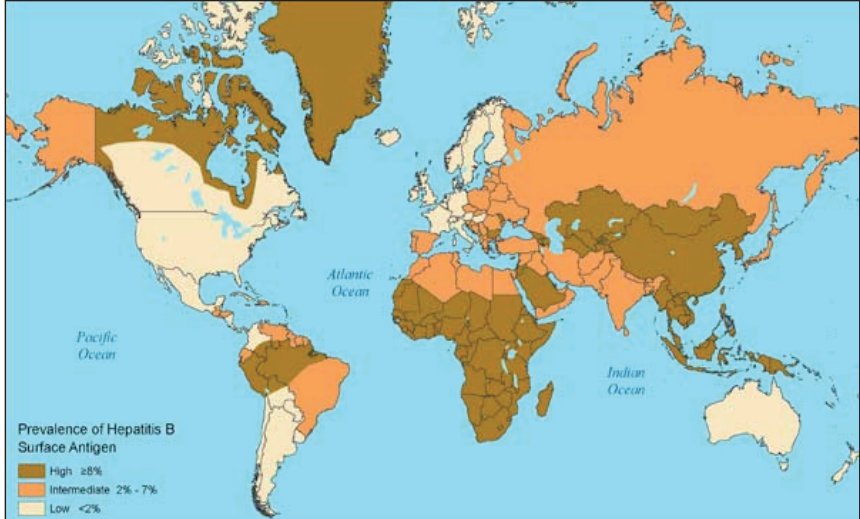 Atlantic
Ocean
Pacific
Ocean
Indian
Ocean
Prevalence of Hepatitis B
Surface Antigen
High ≥8%
Intermediate 2% - 7%
Low <2%